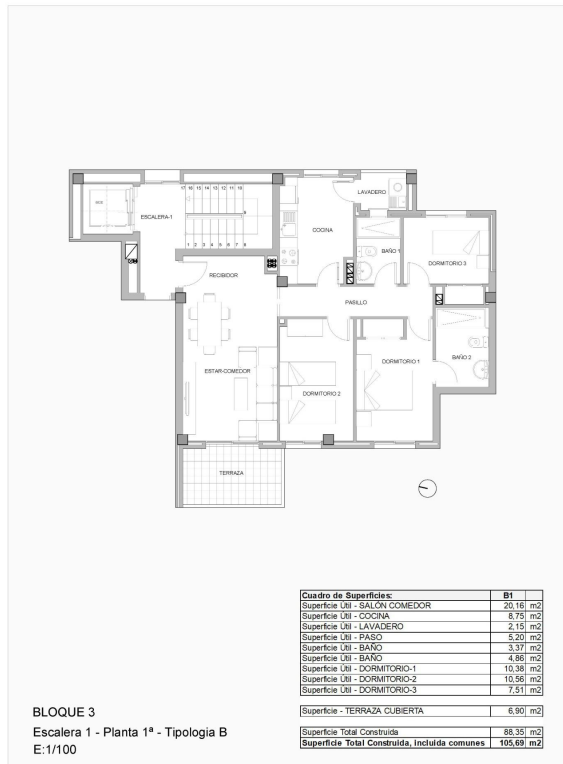 17 16 15 14 13 12 11 10
9
ESCALERA-1
1 2 3 4 5 6 7 8
LAVADERO
COCINA
BAÑO 1
DORMITORIO 3
RECIBIDOR
PASILLO
ESTAR-COMEDOR
DORMITORIO 1
BAÑO 2
DORMITORIO 2
TERRAZA
Cuadro de Superficies: B1
Superficie Útil - SALÓN COMEDOR 20,16 m2
Superficie Útil - COCINA 8,75 m2
Superficie Útil - LAVADERO 2,15 m2
Superficie Útil - PASO 5,20 m2
Superficie Útil - BAÑO 3,37 m2
Superficie Útil - BAÑO 4,86 m2
Superficie Útil - DORMITORIO-1 10,38 m2
Superficie Útil - DORMITORIO-2 10,56 m2
Superficie Útil - DORMITORIO-3 7,51 m2
Superficie - TERRAZA CUBIERTA 6,90 m2
Superficie Total Construida 88,35 m2
Superficie Total Construida, incluida comunes 105,69 m2
BLOQUE 3
Escalera 1 - Planta 1ª - Tipologia B
E:1/100